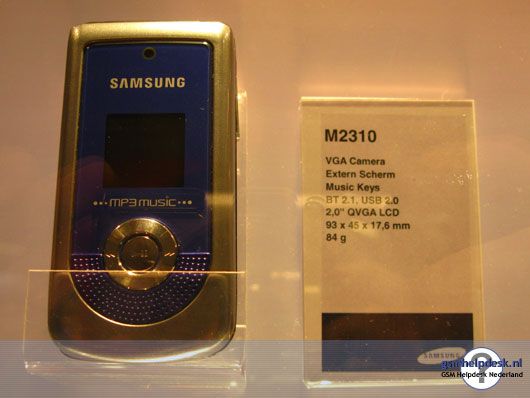 SAMSUNG
MP3 MUSIC
M2310
VGA Camera
Extern Scherm
Music Keys
BT 2.1, USB 2.0
2,0" QVGA LCD
93 x 45 x 17,6 mm
84 g
SAMSUNG
gsmhelpdesk.nl
GSM Helpdesk Nederland